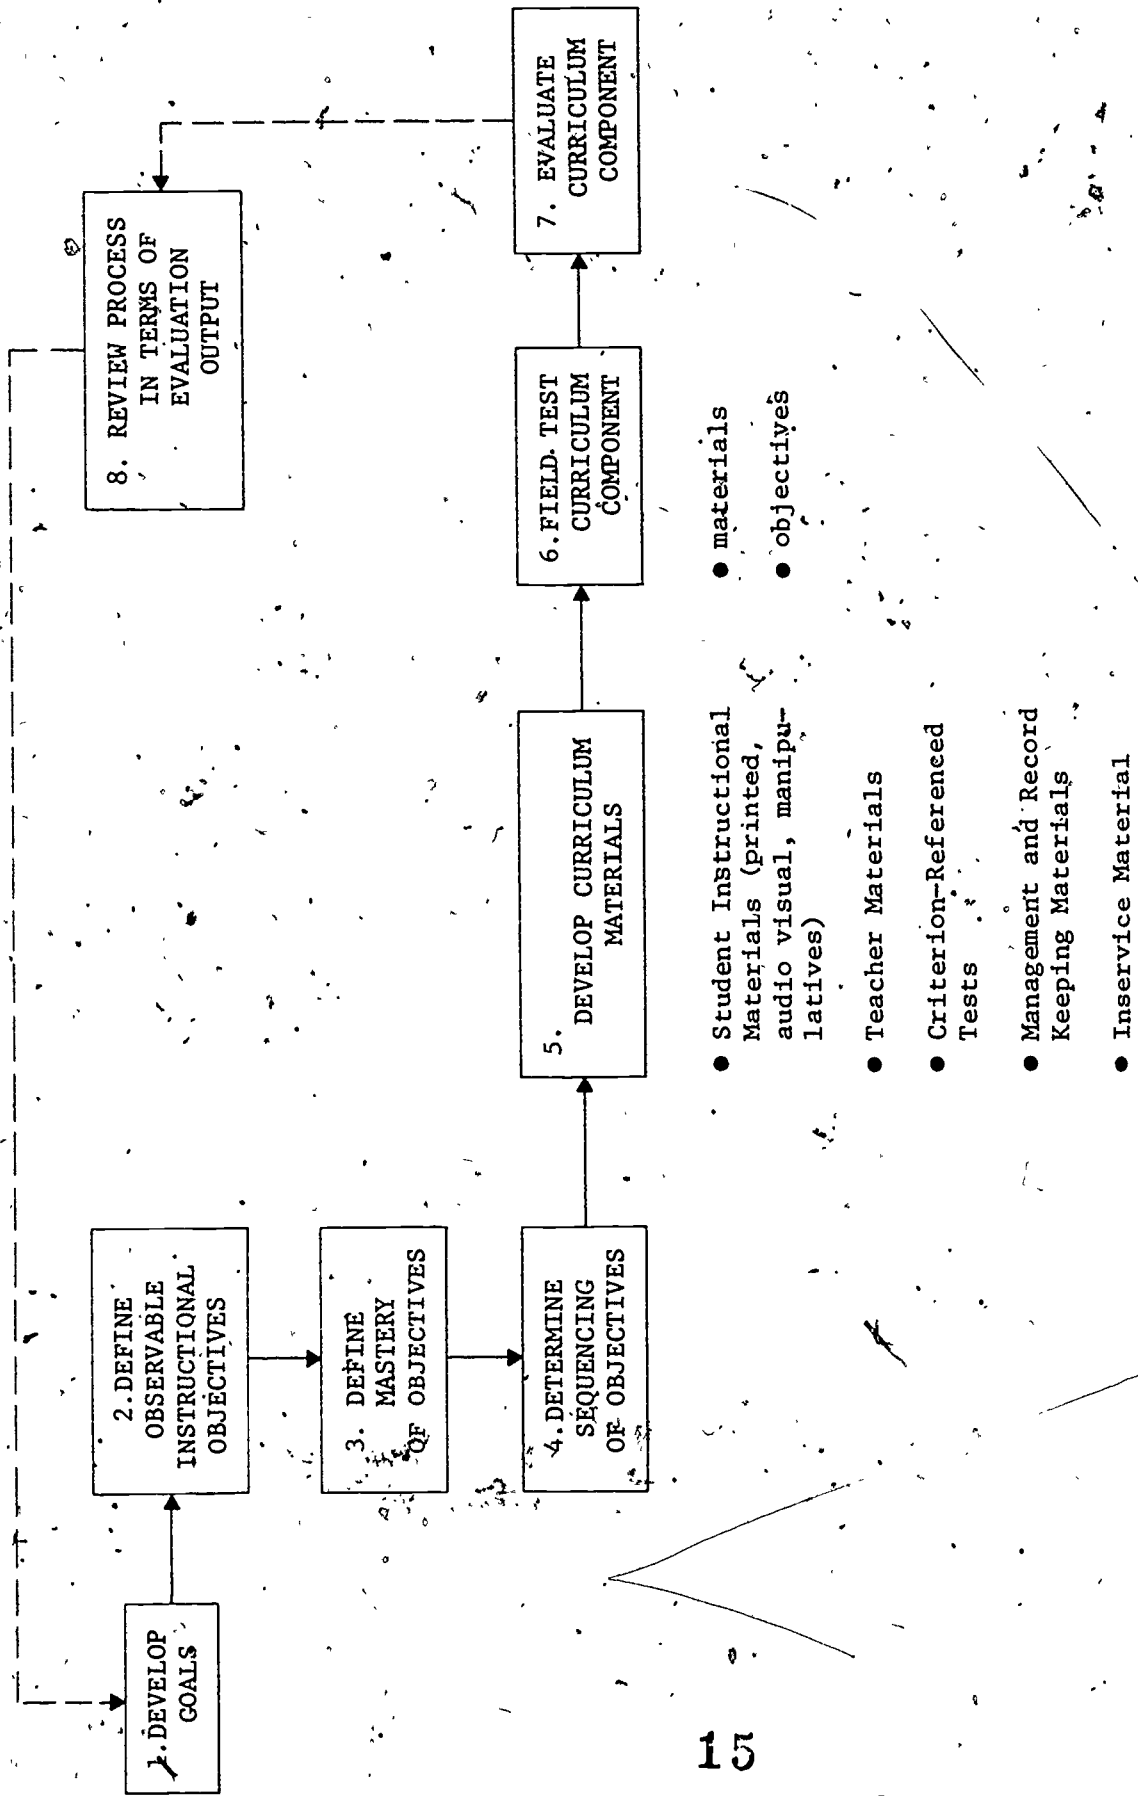 1. DEVELOP
GOALS
2. DEFINE
OBSERVABLE
INSTRUCTIONAL
OBJECTIVES
3. DEFINE
MASTERY
OF OBJECTIVES
4. DETERMINE
SEQUENCING
OF OBJECTIVES
5.
DEVELOP CURRICULUM
MATERIALS
● Student Instructional
Materials (printed,
audio visual, manipu-
latives)
● Teacher Materials
● Criterion-Referenced
Tests
● Management and Record
Keeping Materials
● Inservice Material
6. FIELD TEST
CURRICULUM
COMPONENT
● materials
● objectives
7. EVALUATE
CURRICULUM
COMPONENT
8. REVIEW PROCESS
IN TERMS OF
EVALUATION
OUTPUT
15